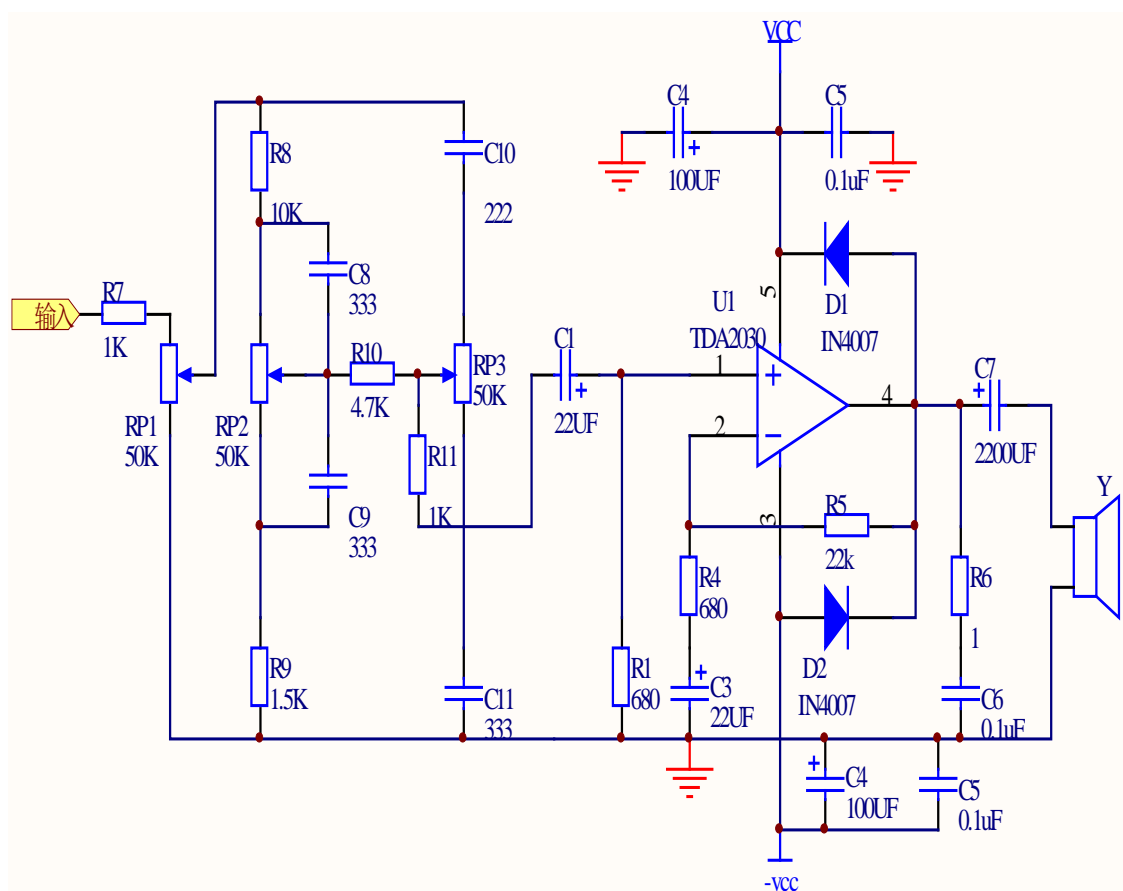 VCC
C4
100UF
C5
0.1uF
R8
10K
C10
222
C8
333
输入
R7
1K
RP1
50K
RP2
50K
R10
4.7K
RP3
50K
R11
1K
C9
333
C1
22UF
U1
TDA2030
5
1
2
3
4
D1
IN4007
C7
2200UF
Y
R5
22k
R4
680
R6
1
R9
1.5K
C11
333
R1
680
C3
22UF
D2
IN4007
C6
0.1uF
C4
100UF
C5
0.1uF
-vcc